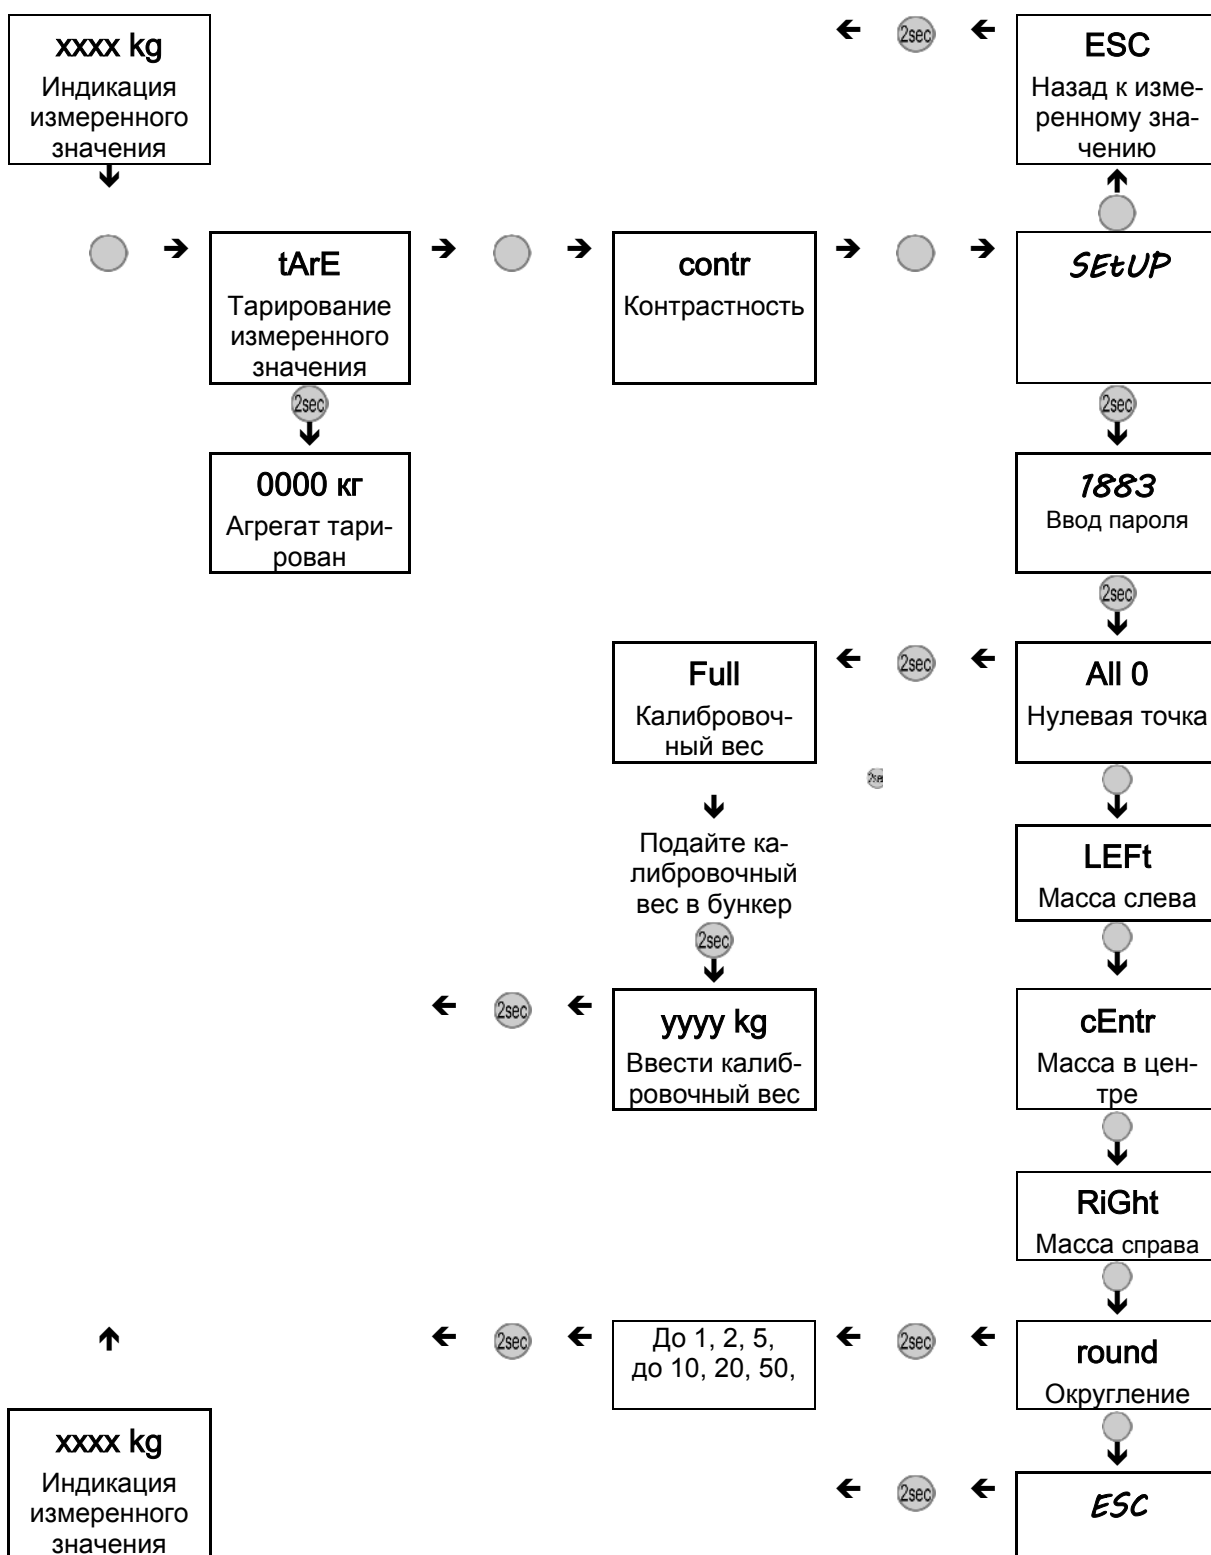 xxxx kg
Индикация
измеренного
значения
2sec
ESC
Назад к изме-
ренному зна-
чению
tArE
Тарирование
измеренного
значения
contr
Контрастность
SEtUP
2sec
2sec
0000 кг
Агрегат тари-
рован
1883
Ввод пароля
2sec
Full
Калибровоч-
ный вес
2sec
All 0
Нулевая точка
2sec
Подайте ка-
либровочный
вес в бункер
LEFt
Масса слева
2sec
2sec
yyyy kg
Ввести калиб-
ровочный вес
cEntr
Масса в цен-
тре
RiGht
Масса справа
2sec
До 1, 2, 5,
до 10, 20, 50,
2sec
round
Округление
xxxx kg
Индикация
измеренного
значения
2sec
ESC